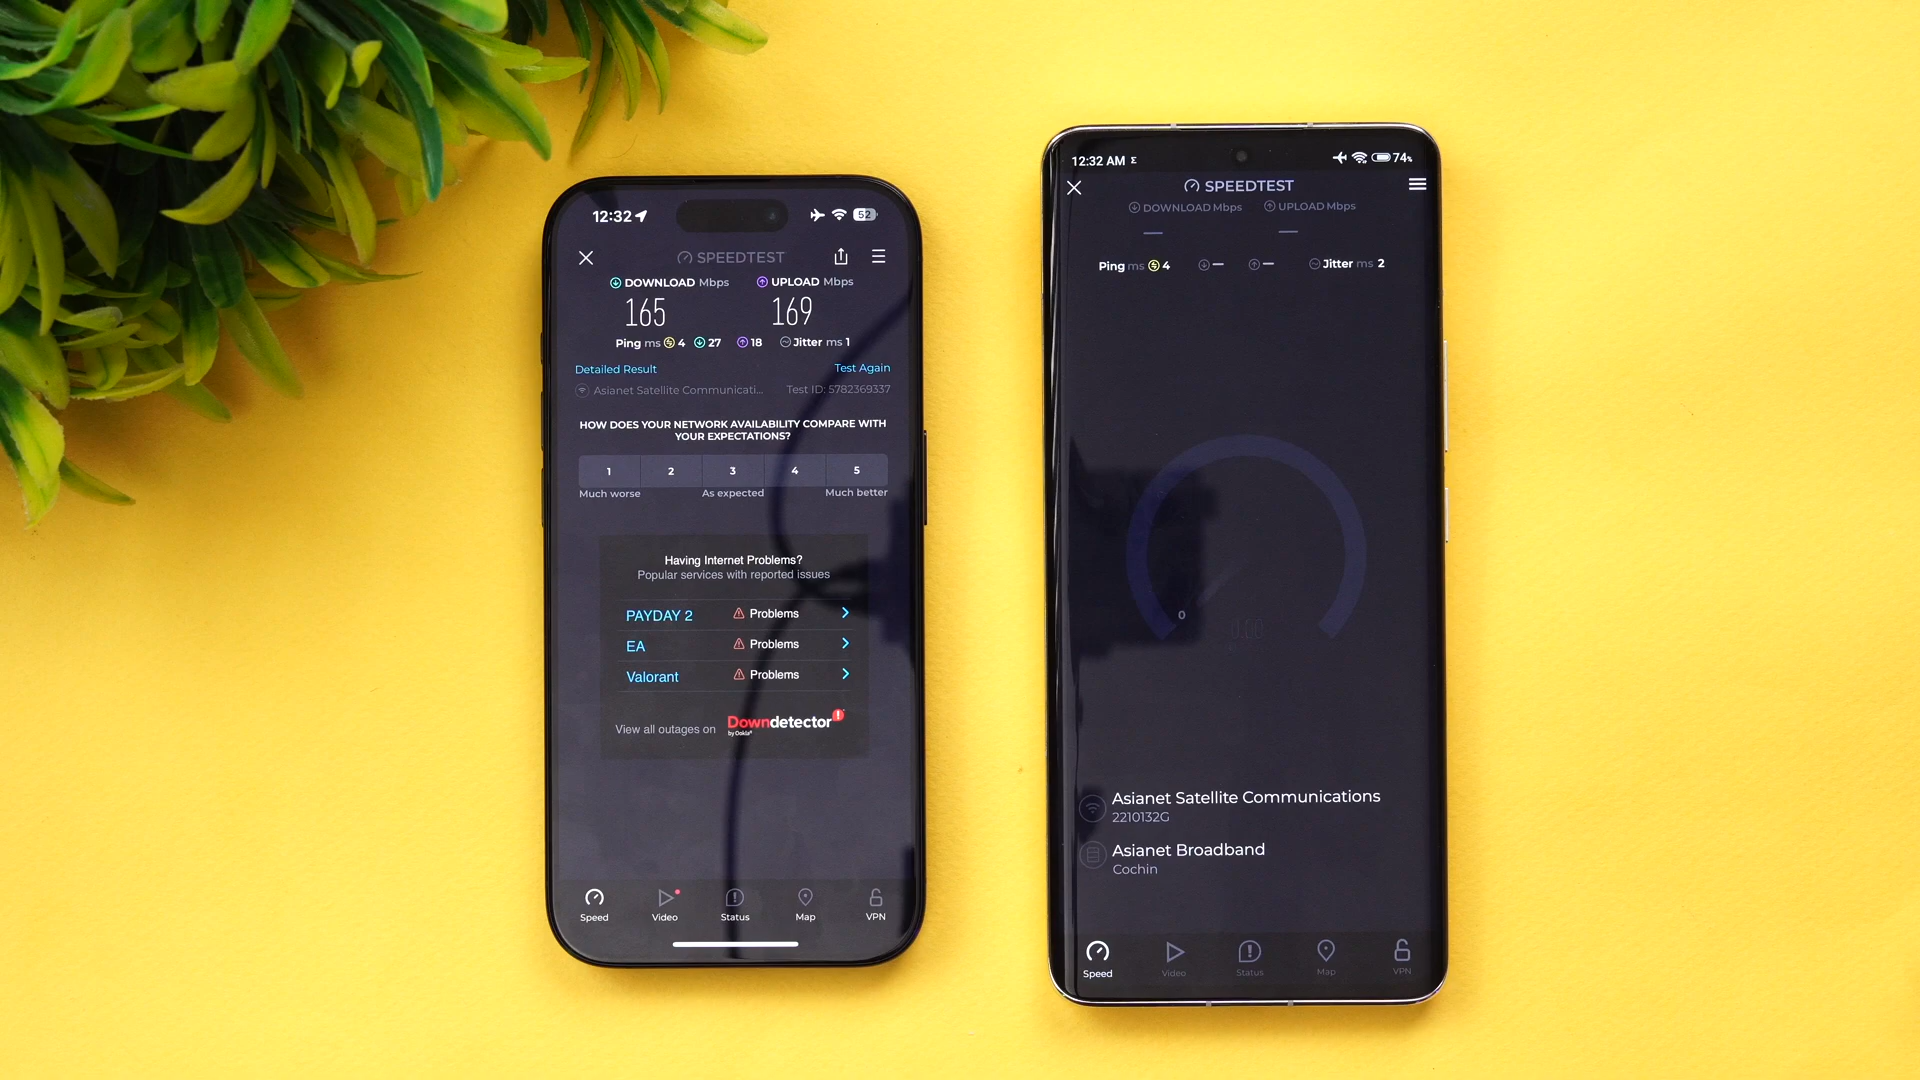 12:32
52
SPEEDTEST
DOWNLOAD Mbps
UPLOAD Mbps
165
169
Ping ms 4 27 18 Jitter ms 1
Detailed Result
Test Again
Asianet Satellite Communicati...
Test ID: 5782369337
HOW DOES YOUR NETWORK AVAILABILITY COMPARE WITH
YOUR EXPECTATIONS?
1 2 3 4 5
Much worse As expected Much better
Having Internet Problems?
Popular services with reported issues
PAYDAY 2 Problems
EA Problems
Valorant Problems
View all outages on Downdetector
by Ookla
Speed Video Status Map VPN
12:32 AM Σ
74%
SPEEDTEST
DOWNLOAD Mbps
UPLOAD Mbps
— —
Ping ms 4 — — Jitter ms 2
0
0.00
Asianet Satellite Communications
2210132G
Asianet Broadband
Cochin
Speed Video Status Map VPN